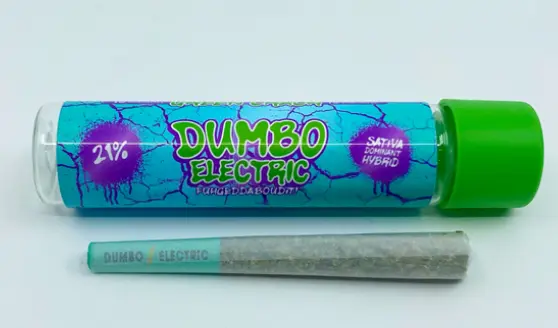 21%
DUMBO
ELECTRIC
FUHGEDDABOUDIT!
SATIVA
DOMINANT
HYBRID
DUMBO ELECTRIC